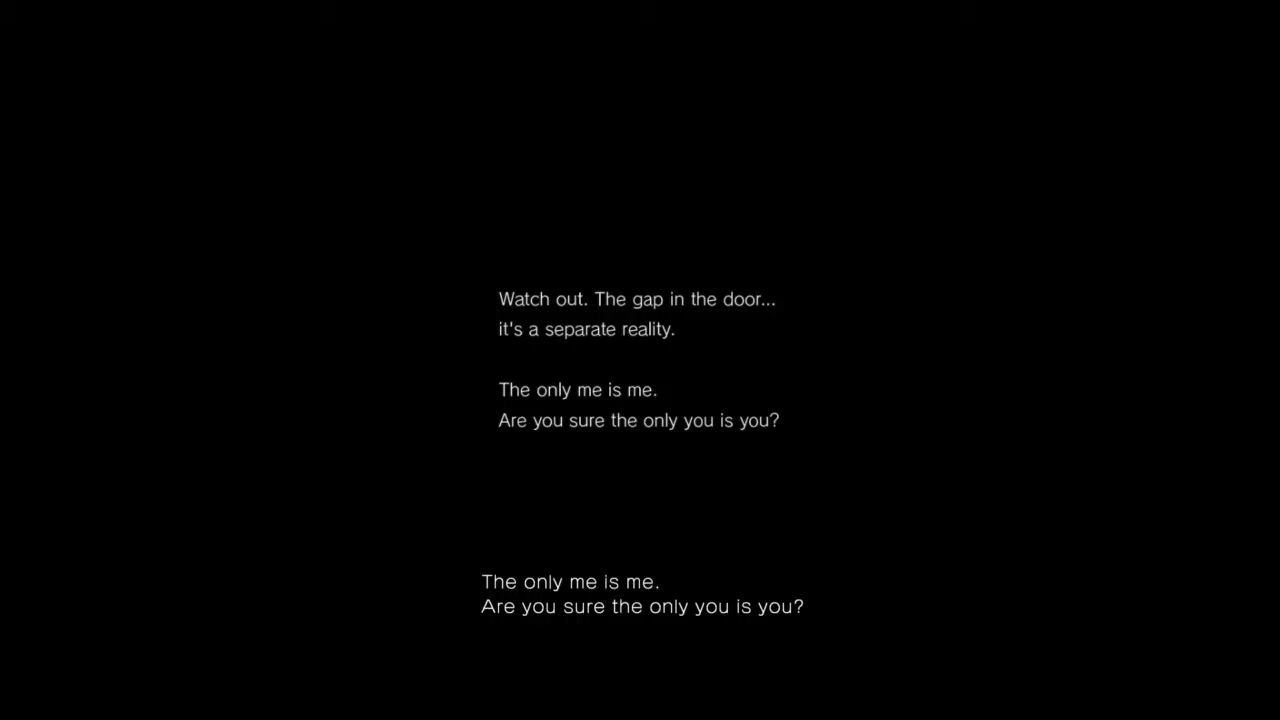 Watch out. The gap in the door...
it's a separate reality.
The only me is me.
Are you sure the only you is you?
The only me is me.
Are you sure the only you is you?